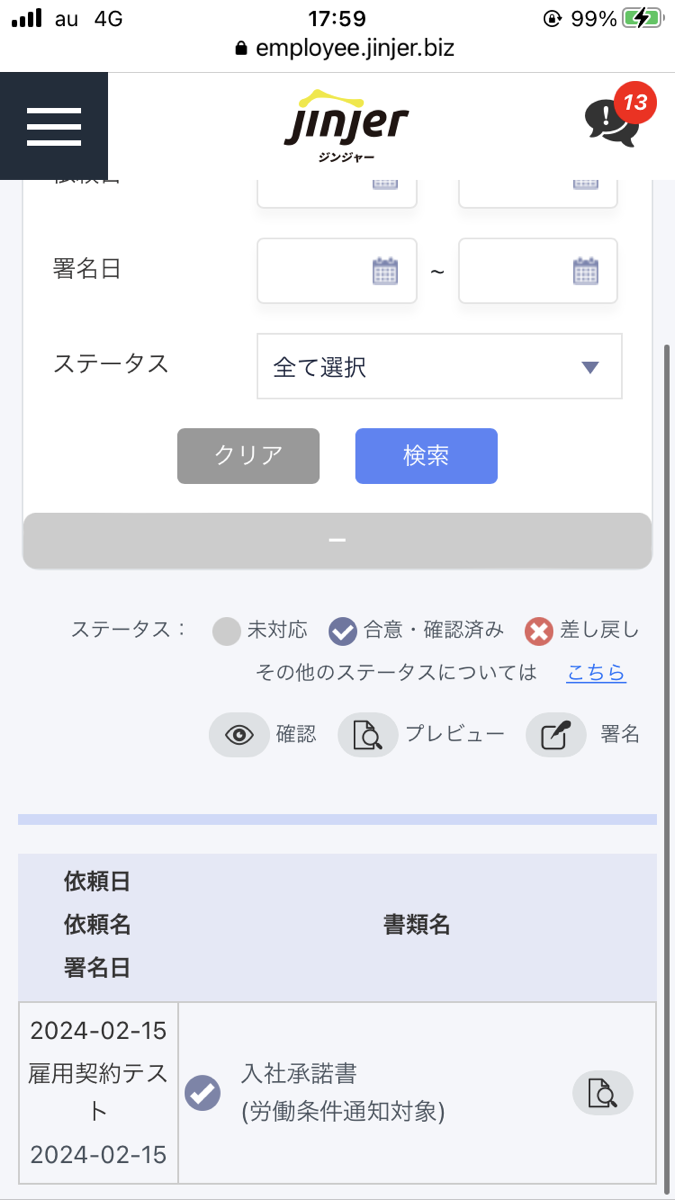 au 4G 17:59 99%
employee.jinjer.biz
jinjer
ジンジャー
13
依頼日
署名日 ~
ステータス 全て選択
クリア 検索
ステータス： 未対応 合意・確認済み 差し戻し
その他のステータスについては こちら
確認 プレビュー 署名
依頼日
依頼名
署名日
書類名
2024-02-15
雇用契約テス
ト
2024-02-15
入社承諾書
(労働条件通知対象)